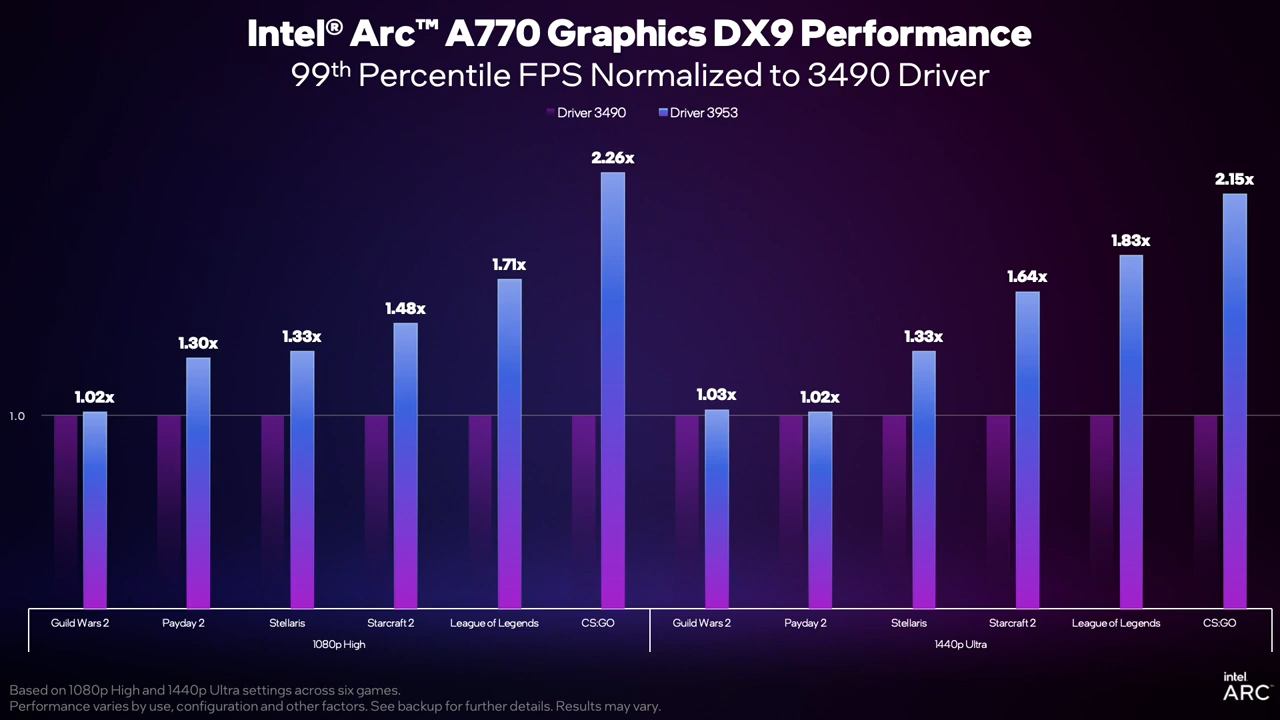 Intel® Arc™ A770 Graphics DX9 Performance
99th Percentile FPS Normalized to 3490 Driver
Driver 3490 Driver 3953
2.26x
2.15x
1.83x
1.71x
1.64x
1.48x
1.30x 1.33x 1.33x
1.02x 1.03x 1.02x
1.0
Guild Wars 2 Payday 2 Stellaris Starcraft 2 League of Legends CS:GO Guild Wars 2 Payday 2 Stellaris Starcraft 2 League of Legends CS:GO
1080p High 1440p Ultra
Based on 1080p High and 1440p Ultra settings across six games.
Performance varies by use, configuration and other factors. See backup for further details. Results may vary.
intel
ARC™